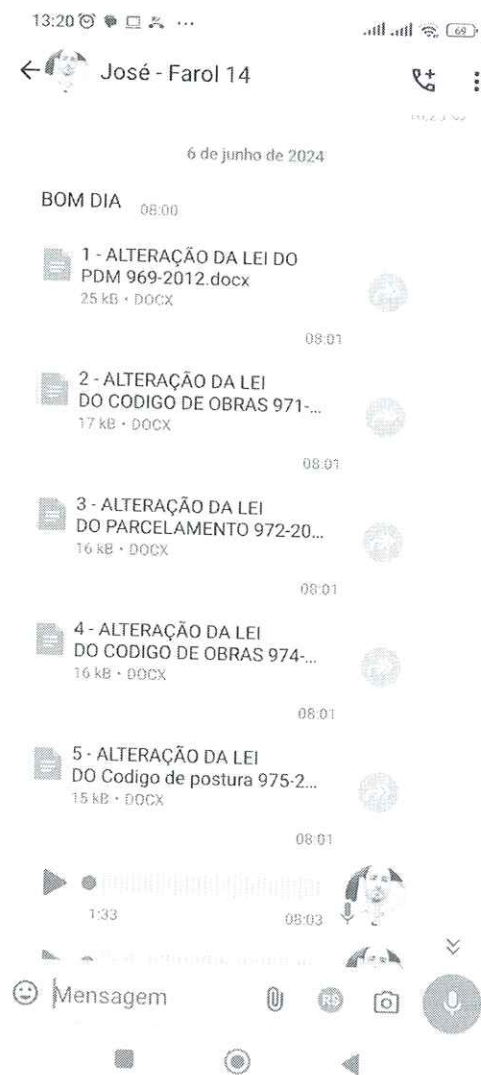 13:20
69
José - Farol 14
6 de junho de 2024
BOM DIA 08:00
1 - ALTERAÇÃO DA LEI DO
PDM 969-2012.docx
25 kB • DOCX
08:01
2 - ALTERAÇÃO DA LEI
DO CODIGO DE OBRAS 971-...
17 kB • DOCX
08:01
3 - ALTERAÇÃO DA LEI
DO PARCELAMENTO 972-20...
16 kB • DOCX
08:01
4 - ALTERAÇÃO DA LEI
DO CODIGO DE OBRAS 974-...
16 kB • DOCX
08:01
5 - ALTERAÇÃO DA LEI
DO Codigo de postura 975-2...
15 kB • DOCX
08:01
1:33 08:03
Mensagem
R$